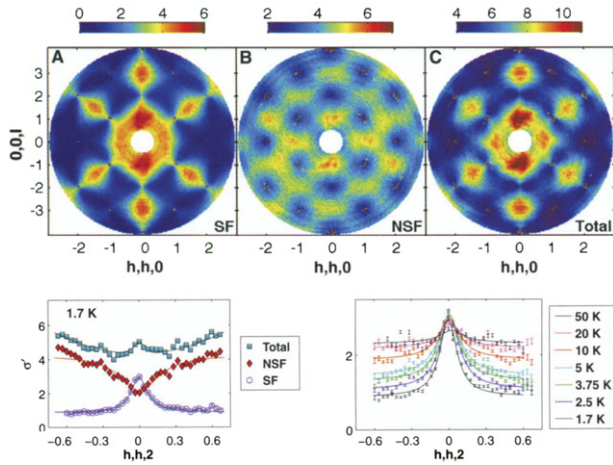 0 2 4 6
2 4 6 8
4 6 8 10
A
B
C
0,0,l
3
2
1
0
-1
-2
-3
SF
NSF
Total
-2 -1 0 1 2
-2 -1 0 1 2
-2 -1 0 1 2
h,h,0
h,h,0
h,h,0
1.7 K
σ'
6
4
2
0
-0.6 -0.3 0 0.3 0.6
h,h,2
Total
NSF
SF
2
0
-0.6 -0.3 0 0.3 0.6
h,h,2
50 K
20 K
10 K
5 K
3.75 K
2.5 K
1.7 K